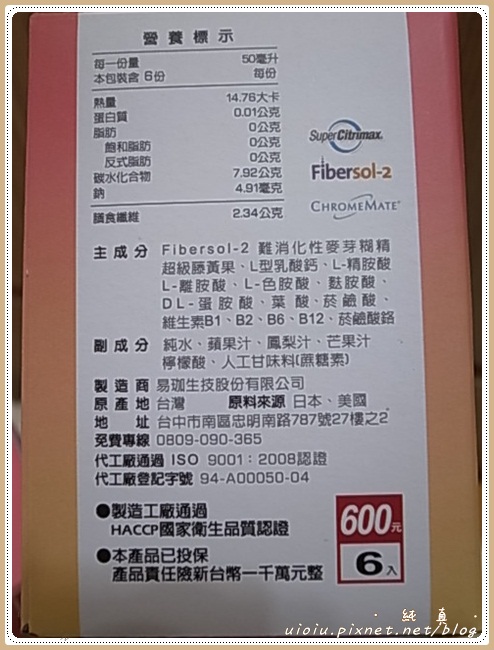 營養標示
每一份量 50毫升
本包裝含 6份 每份
熱量 14.76大卡
蛋白質 0.01公克
脂肪 0公克
飽和脂肪 0公克
反式脂肪 0公克
碳水化合物 7.92公克
鈉 4.91毫克
膳食纖維 2.34公克
SuperCitrimax
Fibersol-2
CHROMEMATE
主成分 Fibersol-2 難消化性麥芽糊精
超級藤黃果、L型乳酸鈣、L-精胺酸
L-離胺酸、L-色胺酸、麩胺酸、
DL-蛋胺酸、葉酸、菸鹼酸、
維生素B1、B2、B6、B12、菸鹼酸鉻
副成分 純水、蘋果汁、鳳梨汁、芒果汁
檸檬酸、人工甘味料(蔗糖素)
製造商 易珈生技股份有限公司
原產地 台灣 原料來源 日本、美國
地址 台中市南區忠明南路787號27樓之2
免費專線 0809-090-365
代工廠通過 ISO 9001:2008認證
代工廠登記字號 94-A00050-04
●製造工廠通過
HACCP國家衛生品質認證
●本產品已投保
產品責任險新台幣一千萬元整
600元
6入
·純真·
uioiu.pixnet.net/blog